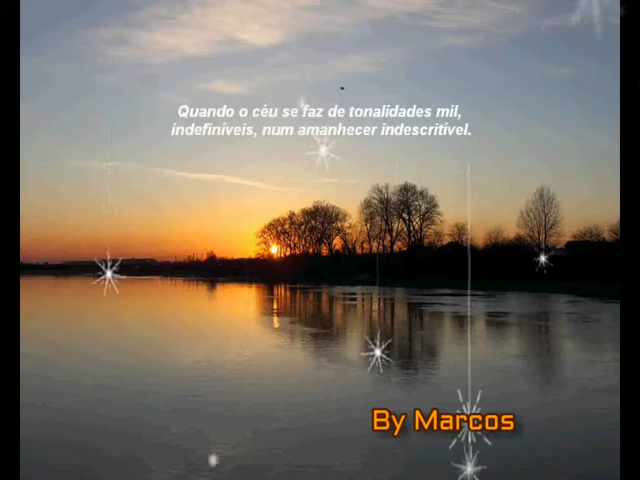 Quando o céu se faz de tonalidades mil,
indefiníveis, num amanhecer indescritível.
By Marcos